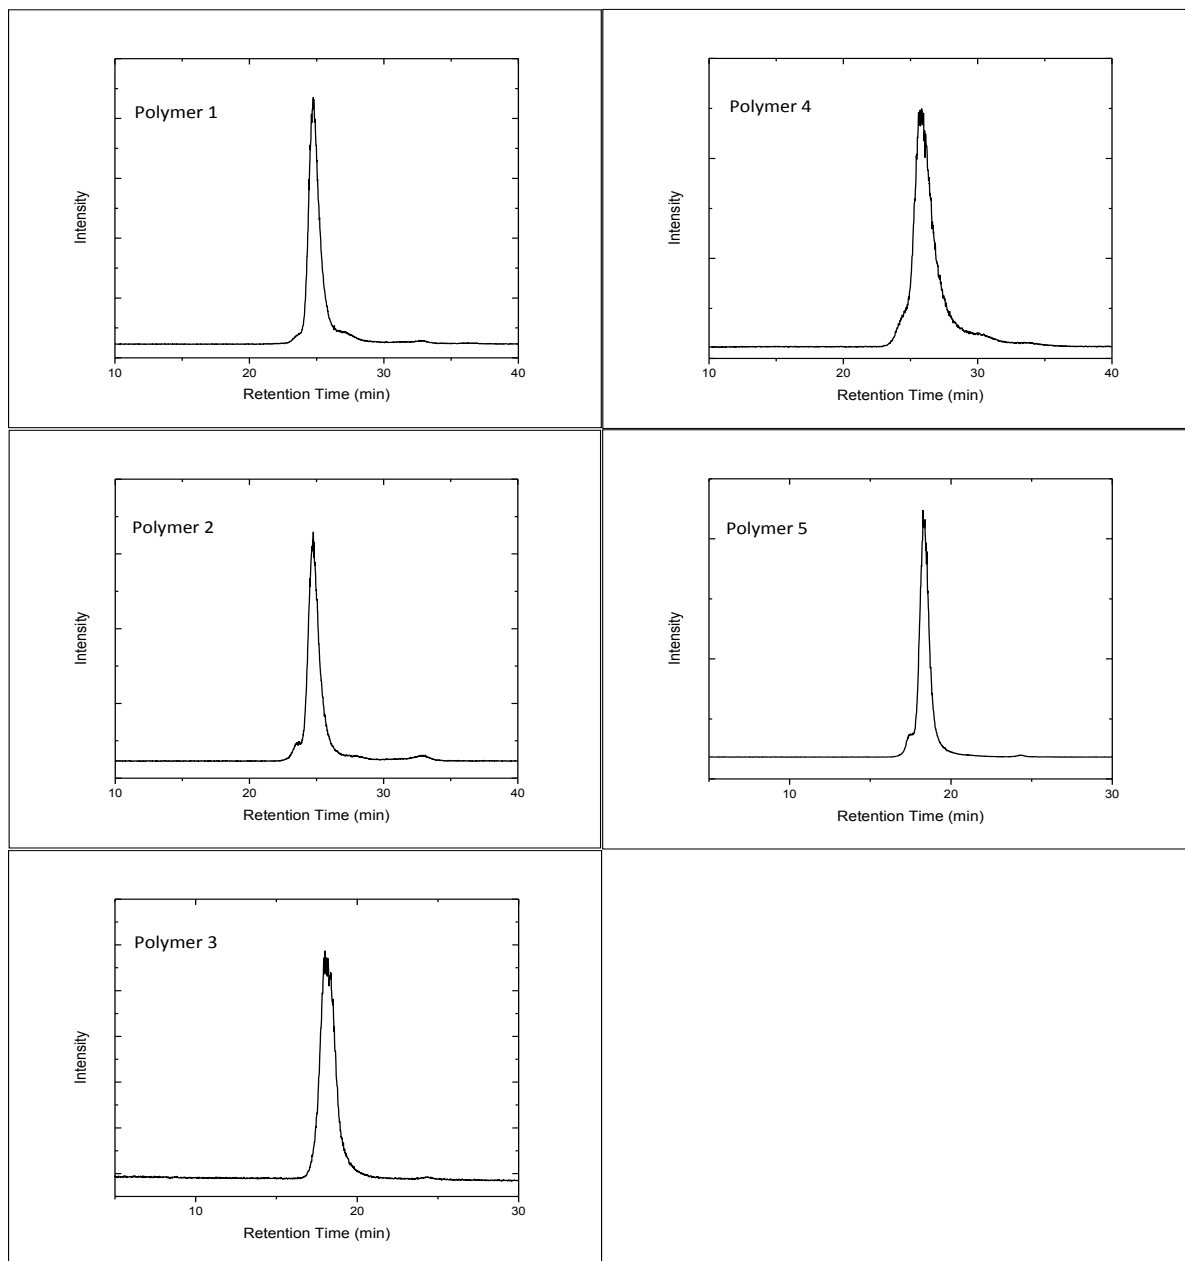 Polymer 1
Intensity
10 20 30 40
Retention Time (min)
Polymer 4
Intensity
10 20 30 40
Retention Time (min)
Polymer 2
Intensity
10 20 30 40
Retention Time (min)
Polymer 5
Intensity
10 20 30
Retention Time (min)
Polymer 3
Intensity
10 20 30
Retention Time (min)